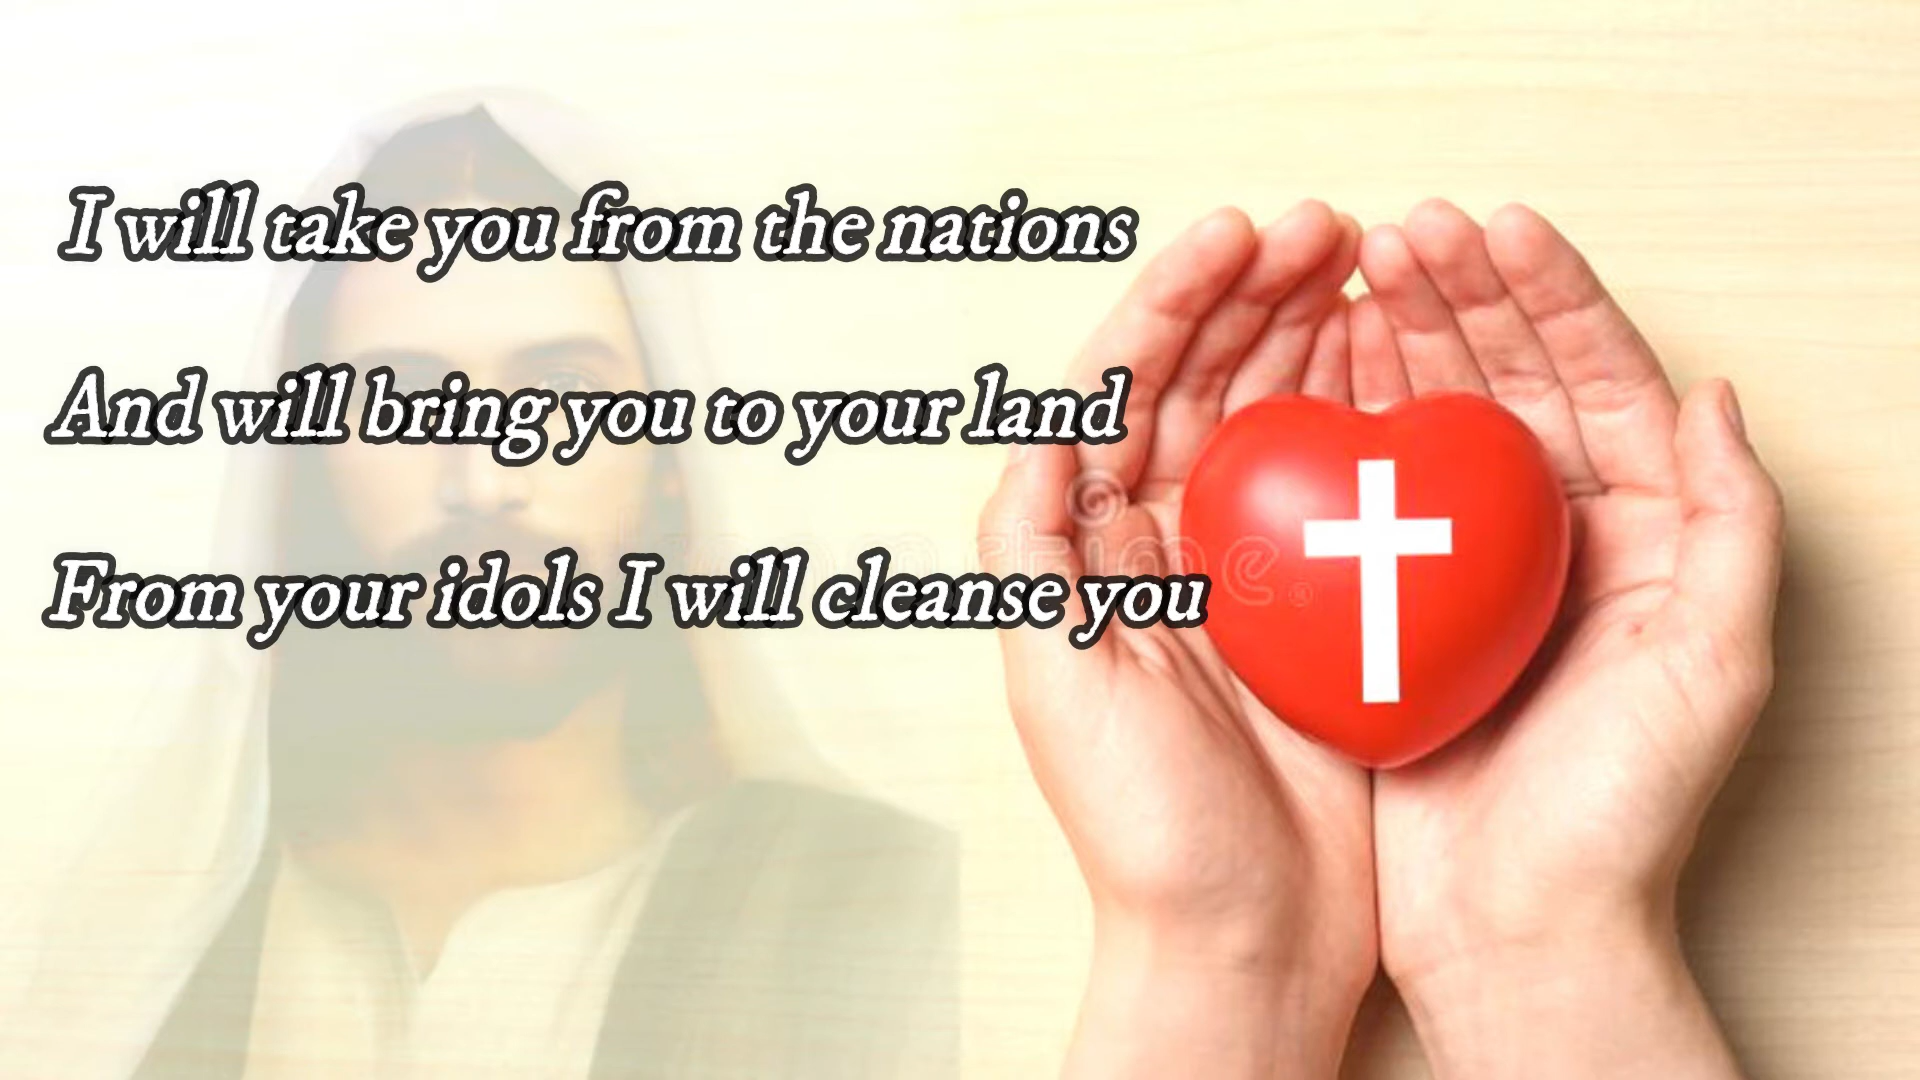 I will take you from the nations
And will bring you to your land
From your idols I will cleanse you